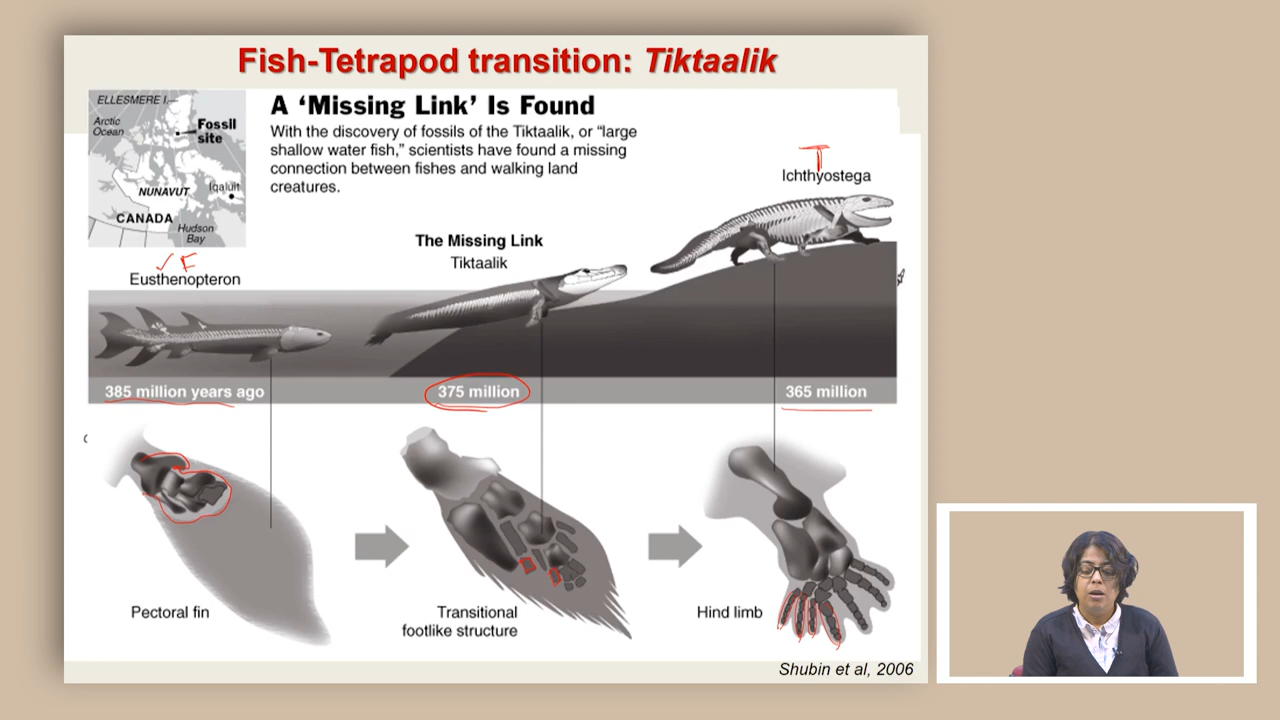 Fish-Tetrapod transition: Tiktaalik
ELLESMERE I.
Arctic
Ocean
Fossil
site
NUNAVUT
Iqaluit
CANADA
Hudson
Bay
A ‘Missing Link’ Is Found
With the discovery of fossils of the Tiktaalik, or “large
shallow water fish,” scientists have found a missing
connection between fishes and walking land
creatures.
T
Ichthyostega
The Missing Link
Tiktaalik
F
Eusthenopteron
385 million years ago
375 million
365 million
Pectoral fin
Transitional
footlike structure
Hind limb
Shubin et al, 2006